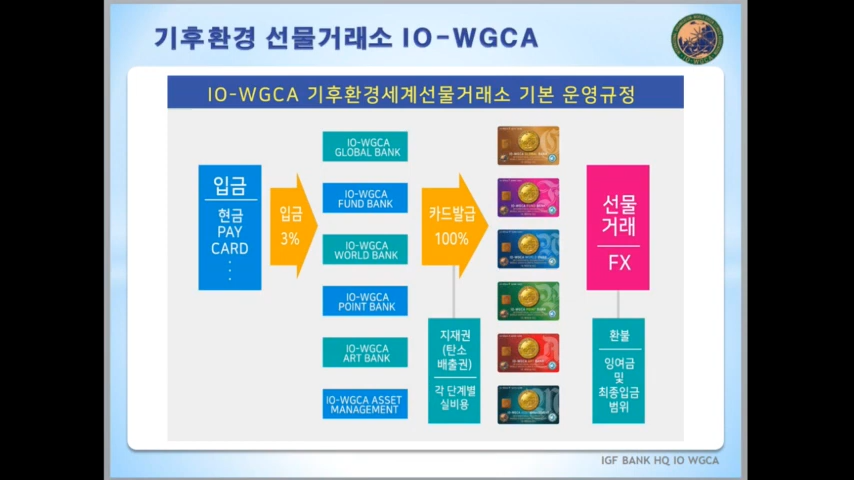 기후환경 선물거래소 IO-WGCA
IO-WGCA 기후환경세계선물거래소 기본 운영규정
입금
현금
PAY
CARD
입금
3%
IO-WGCA
GLOBAL BANK
IO-WGCA
FUND BANK
IO-WGCA
WORLD BANK
IO-WGCA
POINT BANK
IO-WGCA
ART BANK
IO-WGCA ASSET
MANAGEMENT
카드발급
100%
지재권
(탄소
배출권)
각 단계별
실비용
선물
거래
FX
환불
잉여금
및
최종입금
범위
IGF BANK HQ IO WGCA